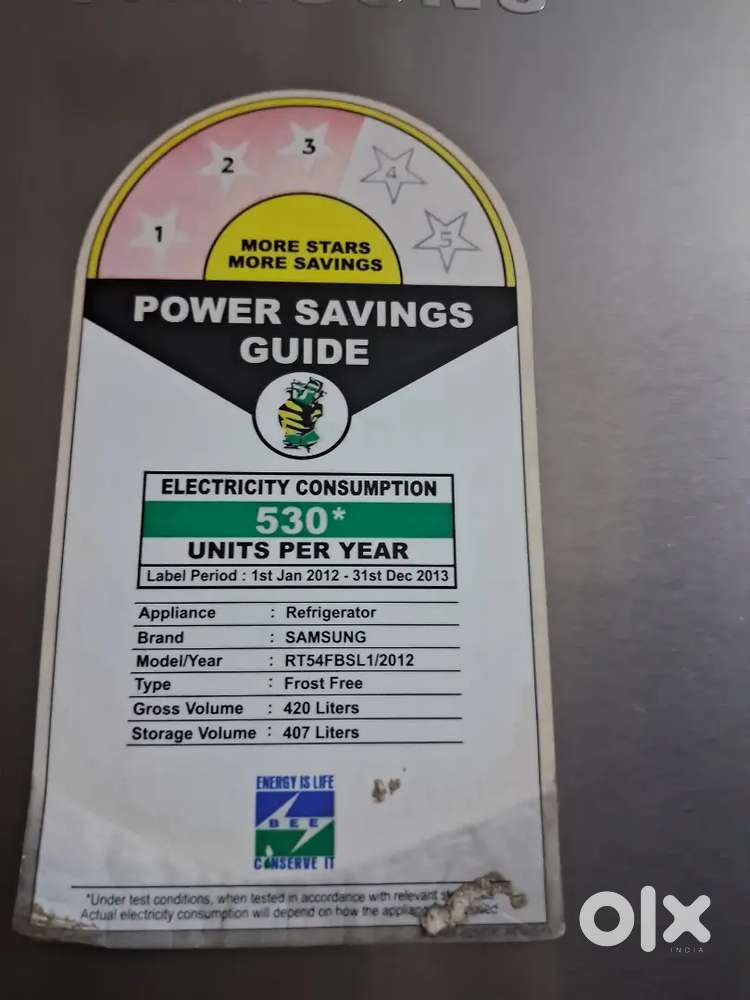 1 2 3 4 5
MORE STARS
MORE SAVINGS
POWER SAVINGS
GUIDE
ELECTRICITY CONSUMPTION
530*
UNITS PER YEAR
Label Period : 1st Jan 2012 - 31st Dec 2013
Appliance : Refrigerator
Brand : SAMSUNG
Model/Year : RT54FBSL1/2012
Type : Frost Free
Gross Volume : 420 Liters
Storage Volume : 407 Liters
ENERGY IS LIFE
BEE
CONSERVE IT
*Under test conditions, when tested in accordance with relevant
Actual electricity consumption will depend on how the
olx
INDIA